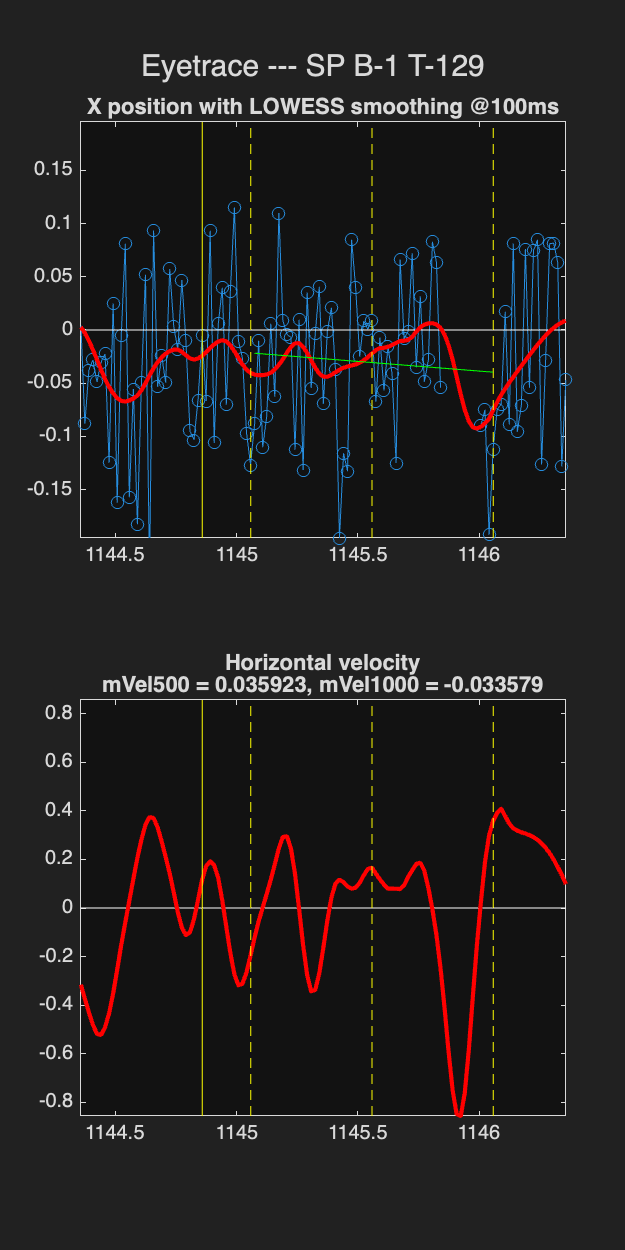 Eyetrace --- SP B-1 T-129
X position with LOWESS smoothing @100ms
0.15
0.1
0.05
0
-0.05
-0.1
-0.15
1144.5 1145 1145.5 1146
Horizontal velocity
mVel500 = 0.035923, mVel1000 = -0.033579
0.8
0.6
0.4
0.2
0
-0.2
-0.4
-0.6
-0.8
1144.5 1145 1145.5 1146